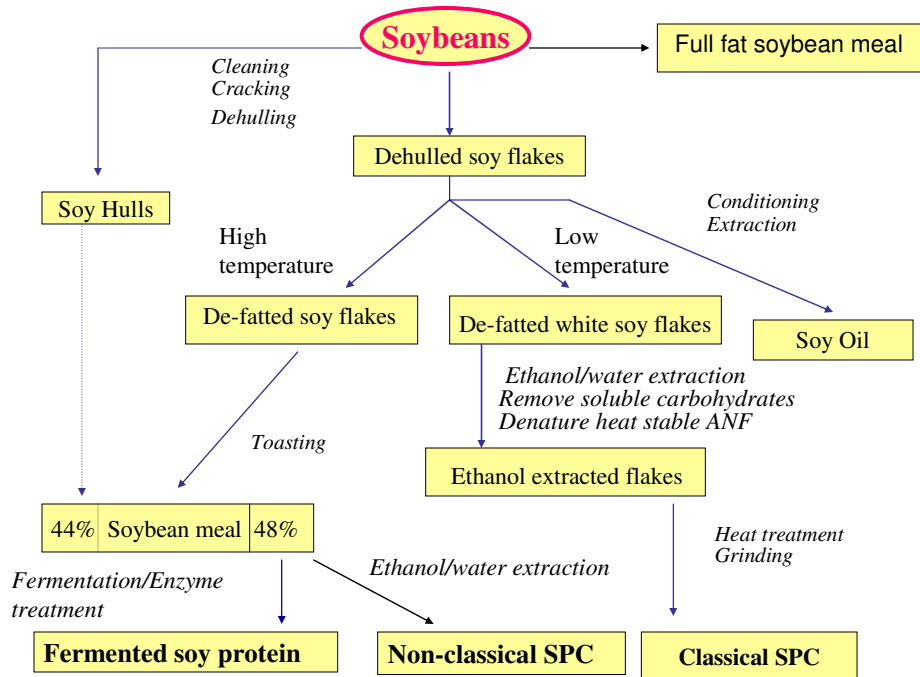 Soybeans
Full fat soybean meal
Cleaning
Cracking
Dehulling
Dehulled soy flakes
Soy Hulls
Conditioning
Extraction
High
temperature
Low
temperature
De-fatted soy flakes
De-fatted white soy flakes
Soy Oil
Ethanol/water extraction
Remove soluble carbohydrates
Denature heat stable ANF
Toasting
Ethanol extracted flakes
44% Soybean meal 48%
Heat treatment
Grinding
Fermentation/Enzyme
treatment
Ethanol/water extraction
Fermented soy protein
Non-classical SPC
Classical SPC